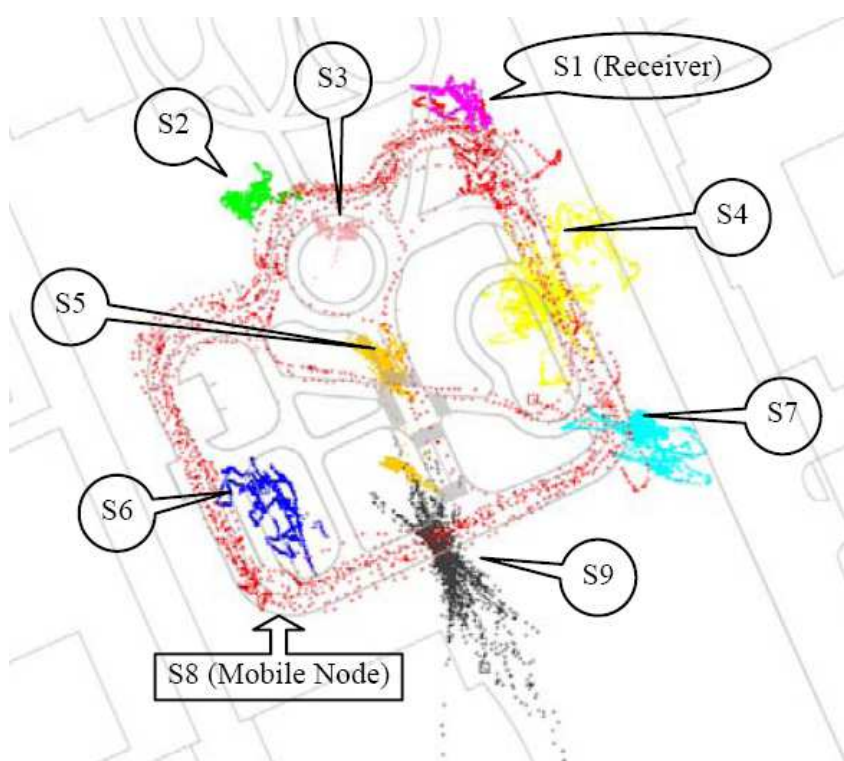 S1 (Receiver)
S3
S2
S4
S5
S7
S6
S9
S8 (Mobile Node)